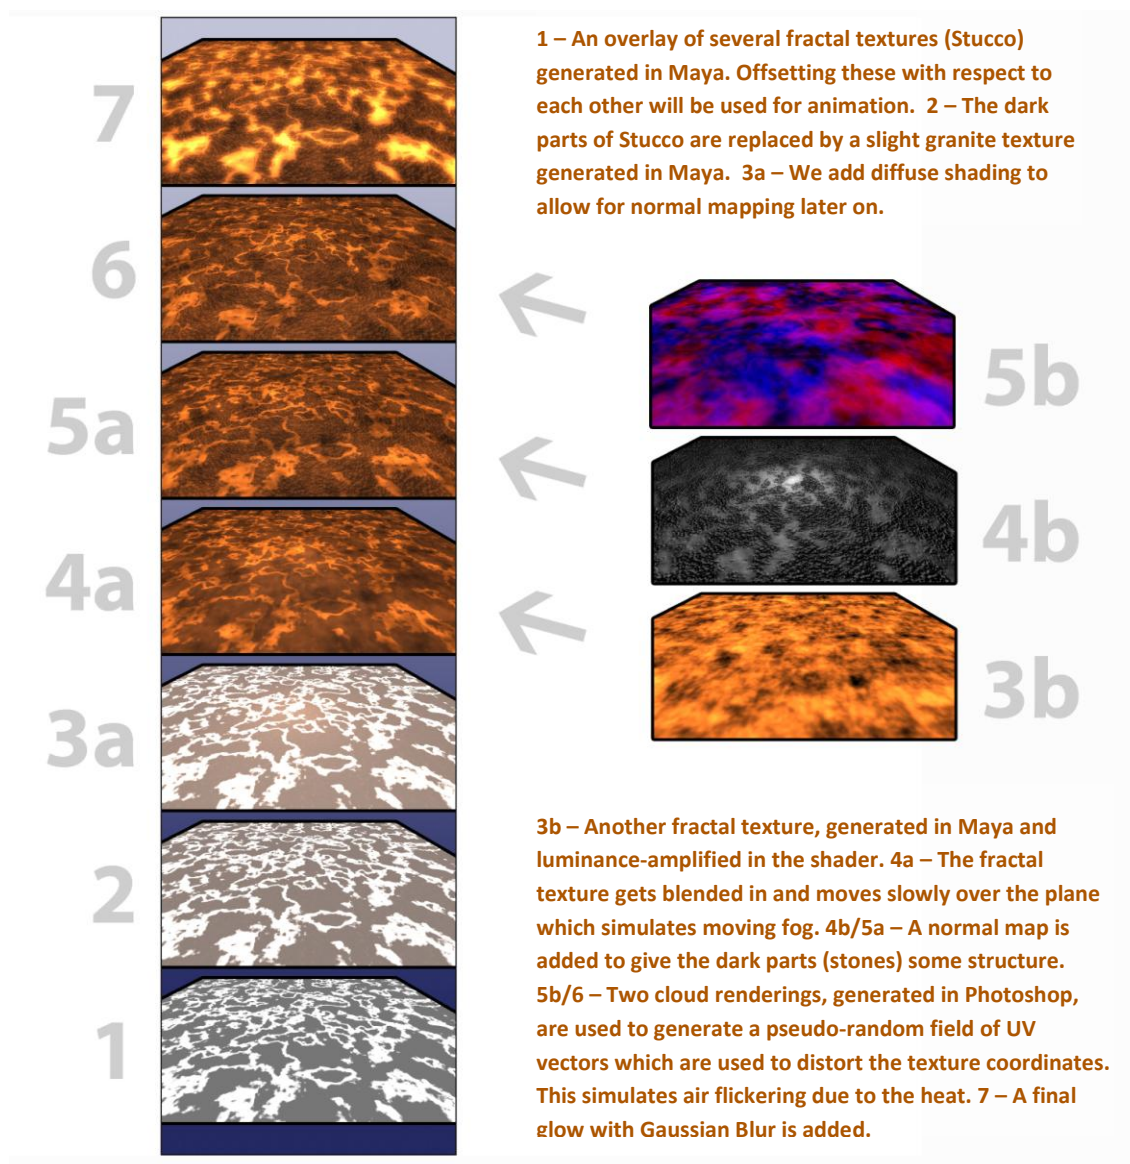 1 – An overlay of several fractal textures (Stucco)
generated in Maya. Offsetting these with respect to
each other will be used for animation.  2 – The dark
parts of Stucco are replaced by a slight granite texture
generated in Maya.  3a – We add diffuse shading to
allow for normal mapping later on.
7
6
5a
4a
3a
2
1
5b
4b
3b
3b – Another fractal texture, generated in Maya and
luminance-amplified in the shader. 4a – The fractal
texture gets blended in and moves slowly over the plane
which simulates moving fog. 4b/5a – A normal map is
added to give the dark parts (stones) some structure.
5b/6 – Two cloud renderings, generated in Photoshop,
are used to generate a pseudo-random field of UV
vectors which are used to distort the texture coordinates.
This simulates air flickering due to the heat. 7 – A final
glow with Gaussian Blur is added.